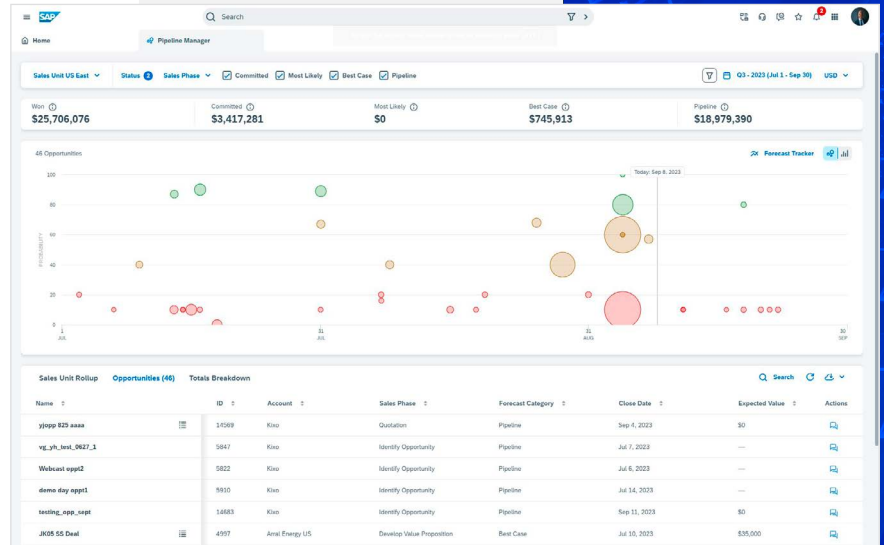 SAP
Search
2
Home
Pipeline Manager
Sales Unit US East Status 2 Sales Phase Committed Most Likely Best Case Pipeline Q3 - 2023 (Jul 1 - Sep 30) USD
Won Committed Most Likely Best Case Pipeline
$25,706,076 $3,417,281 $0 $745,913 $18,979,390
46 Opportunities Forecast Tracker
Today: Sep 8, 2023
100
80
60
40
20
0
PROBABILITY
1 31 31 30
JUL JUL AUG SEP
Sales Unit Rollup Opportunities (46) Totals Breakdown Search
Name ID Account Sales Phase Forecast Category Close Date Expected Value Actions
yjopp 825 aaaa 14569 Kixo Quotation Pipeline Sep 4, 2023 $0
vg_yh_test_0627_1 5847 Kixo Identify Opportunity Pipeline Jul 7, 2023 —
Webcast oppt2 5822 Kixo Identify Opportunity Pipeline Jul 6, 2023 —
demo day oppt1 5910 Kixo Identify Opportunity Pipeline Jul 14, 2023 —
testing_opp_sept 14683 Kixo Identify Opportunity Pipeline Sep 11, 2023 $0
JK05 SS Deal 4997 Arral Energy US Develop Value Proposition Best Case Jul 10, 2023 $35,000